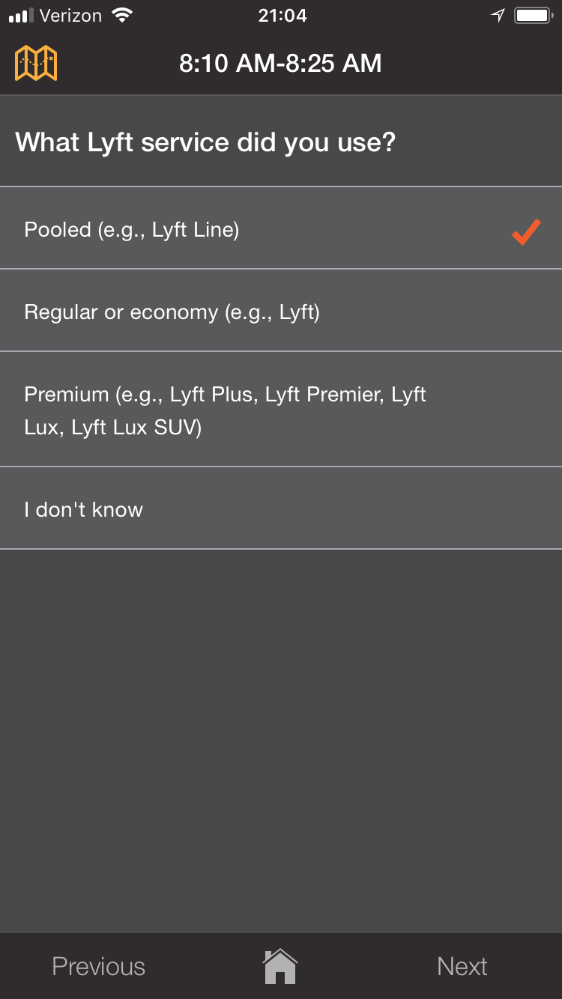 Verizon 21:04
8:10 AM-8:25 AM
What Lyft service did you use?
Pooled (e.g., Lyft Line)
Regular or economy (e.g., Lyft)
Premium (e.g., Lyft Plus, Lyft Premier, Lyft
Lux, Lyft Lux SUV)
I don't know
Previous Next